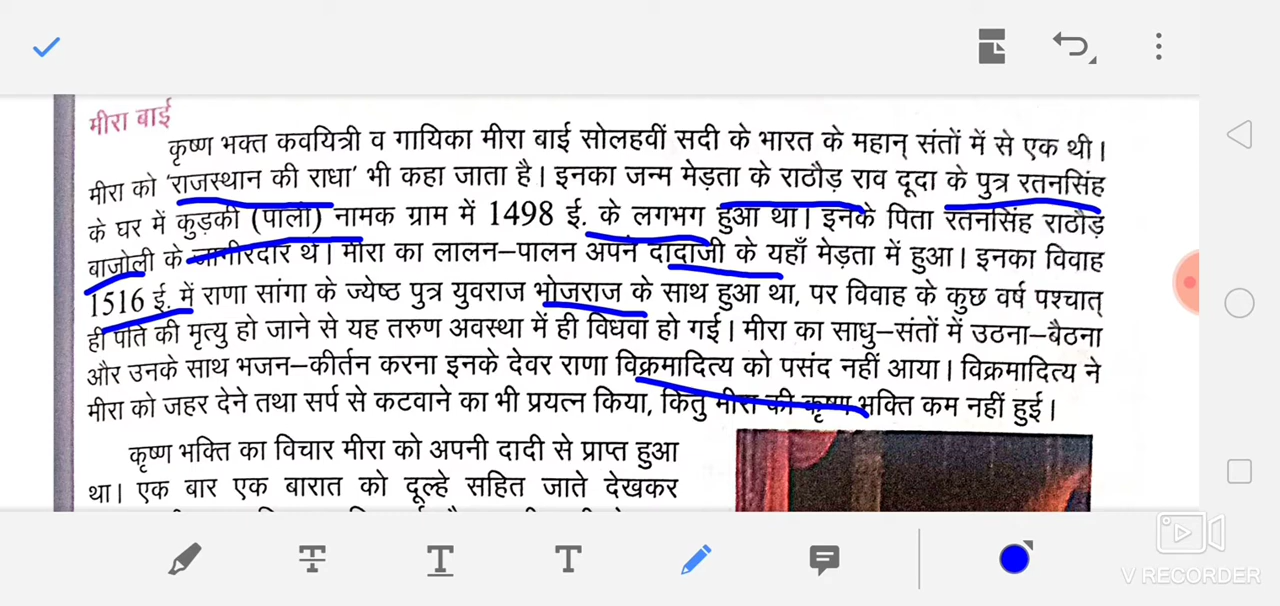 मीरा बाई
कृष्ण भक्त कवयित्री व गायिका मीरा बाई सोलहवीं सदी के भारत के महान् संतों में से एक थी।
मीरा को ‘राजस्थान की राधा’ भी कहा जाता है। इनका जन्म मेड़ता के राठौड़ राव दूदा के पुत्र रतनसिंह
के घर में कुड़की (पाली) नामक ग्राम में 1498 ई. के लगभग हुआ था। इनके पिता रतनसिंह राठौड़
बाजोली के जागीरदार थे। मीरा का लालन-पालन अपने दादाजी के यहाँ मेड़ता में हुआ। इनका विवाह
1516 ई. में राणा सांगा के ज्येष्ठ पुत्र युवराज भोजराज के साथ हुआ था, पर विवाह के कुछ वर्ष पश्चात्
ही पति की मृत्यु हो जाने से यह तरुण अवस्था में ही विधवा हो गई। मीरा का साधु-संतों में उठना-बैठना
और उनके साथ भजन-कीर्तन करना इनके देवर राणा विक्रमादित्य को पसंद नहीं आया। विक्रमादित्य ने
मीरा को जहर देने तथा सर्प से कटवाने का भी प्रयत्न किया, किंतु मीरा की कृष्ण भक्ति कम नहीं हुई।
कृष्ण भक्ति का विचार मीरा को अपनी दादी से प्राप्त हुआ
था। एक बार एक बारात को दूल्हे सहित जाते देखकर
T T T
V RECORDER